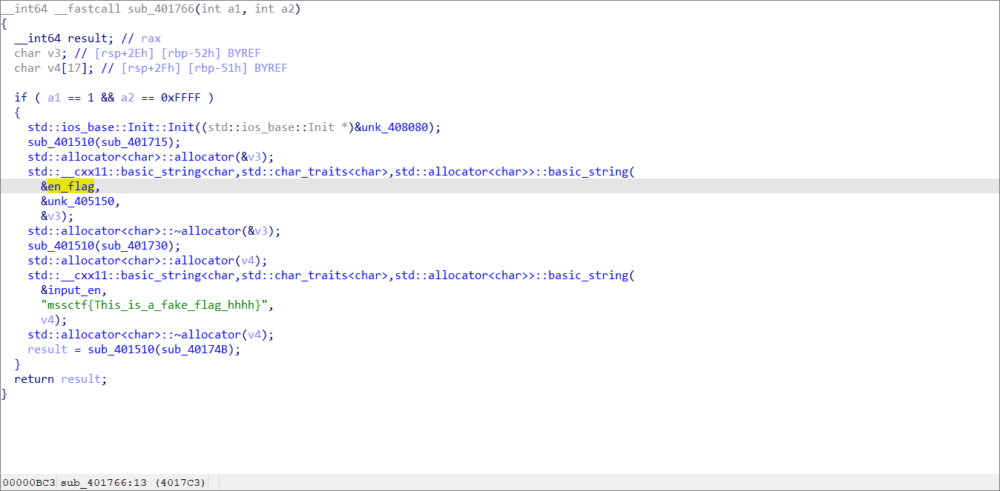 __int64 __fastcall sub_401766(int a1, int a2)
{
  __int64 result; // rax
  char v3; // [rsp+2Eh] [rbp-52h] BYREF
  char v4[17]; // [rsp+2Fh] [rbp-51h] BYREF

  if ( a1 == 1 && a2 == 0xFFFF )
  {
    std::ios_base::Init::Init((std::ios_base::Init *)&unk_408080);
    sub_401510(sub_401715);
    std::allocator<char>::allocator(&v3);
    std::__cxx11::basic_string<char,std::char_traits<char>,std::allocator<char>>::basic_string(
      &en_flag,
      &unk_405150,
      &v3);
    std::allocator<char>::~allocator(&v3);
    sub_401510(sub_401730);
    std::allocator<char>::allocator(v4);
    std::__cxx11::basic_string<char,std::char_traits<char>,std::allocator<char>>::basic_string(
      &input_en,
      "mssctf{This_is_a_fake_flag_hhhh}",
      v4);
    std::allocator<char>::~allocator(v4);
    result = sub_401510(sub_40174B);
  }
  return result;
}
00000BC3 sub_401766:13 (4017C3)